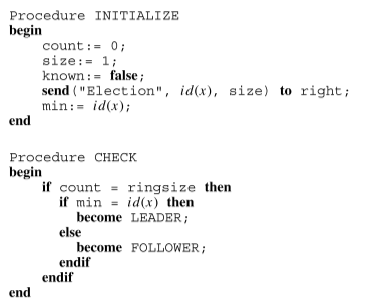 Procedure INITIALIZE
begin
count:= 0;
size:= 1;
known:= false;
send("Election", id(x), size) to right;
min:= id(x);
end
Procedure CHECK
begin
if count = ringsize then
if min = id(x) then
become LEADER;
else
become FOLLOWER;
endif
endif
end